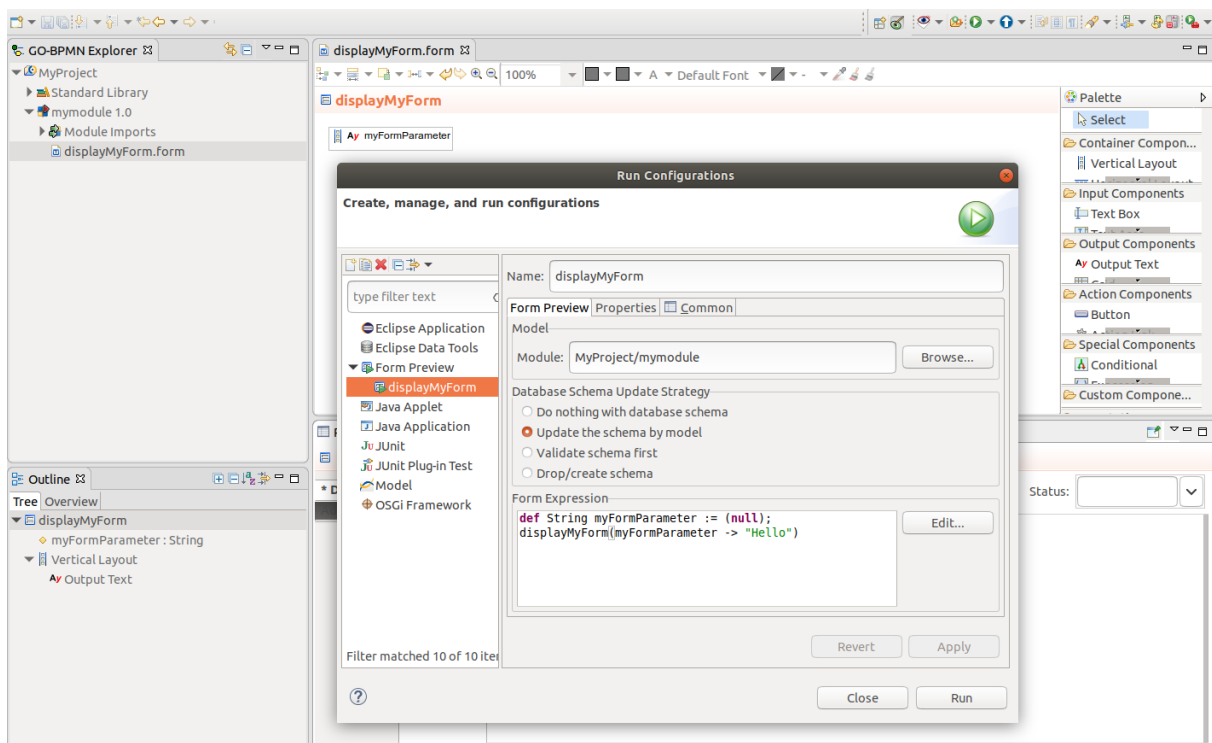 GO-BPMN Explorer
MyProject
Standard Library
mymodule 1.0
Module Imports
displayMyForm.form
displayMyForm.form
100%
A
Default Font
displayMyForm
Ay myFormParameter
Palette
Select
Container Compon...
Vertical Layout
Input Components
Text Box
Output Components
Ay Output Text
Action Components
Button
Special Components
Conditional
Custom Compone...
Run Configurations
Create, manage, and run configurations
type filter text
Eclipse Application
Eclipse Data Tools
Form Preview
displayMyForm
Java Applet
Java Application
Ju JUnit
JUnit Plug-in Test
Model
OSGi Framework
Filter matched 10 of 10 iter
Name: displayMyForm
Form Preview Properties Common
Model
Module: MyProject/mymodule Browse...
Database Schema Update Strategy
Do nothing with database schema
Update the schema by model
Validate schema first
Drop/create schema
Form Expression
def String myFormParameter := (null);
displayMyForm(myFormParameter -> "Hello")
Edit...
Revert Apply
Close Run
Status:
Outline
Tree Overview
displayMyForm
myFormParameter : String
Vertical Layout
Ay Output Text